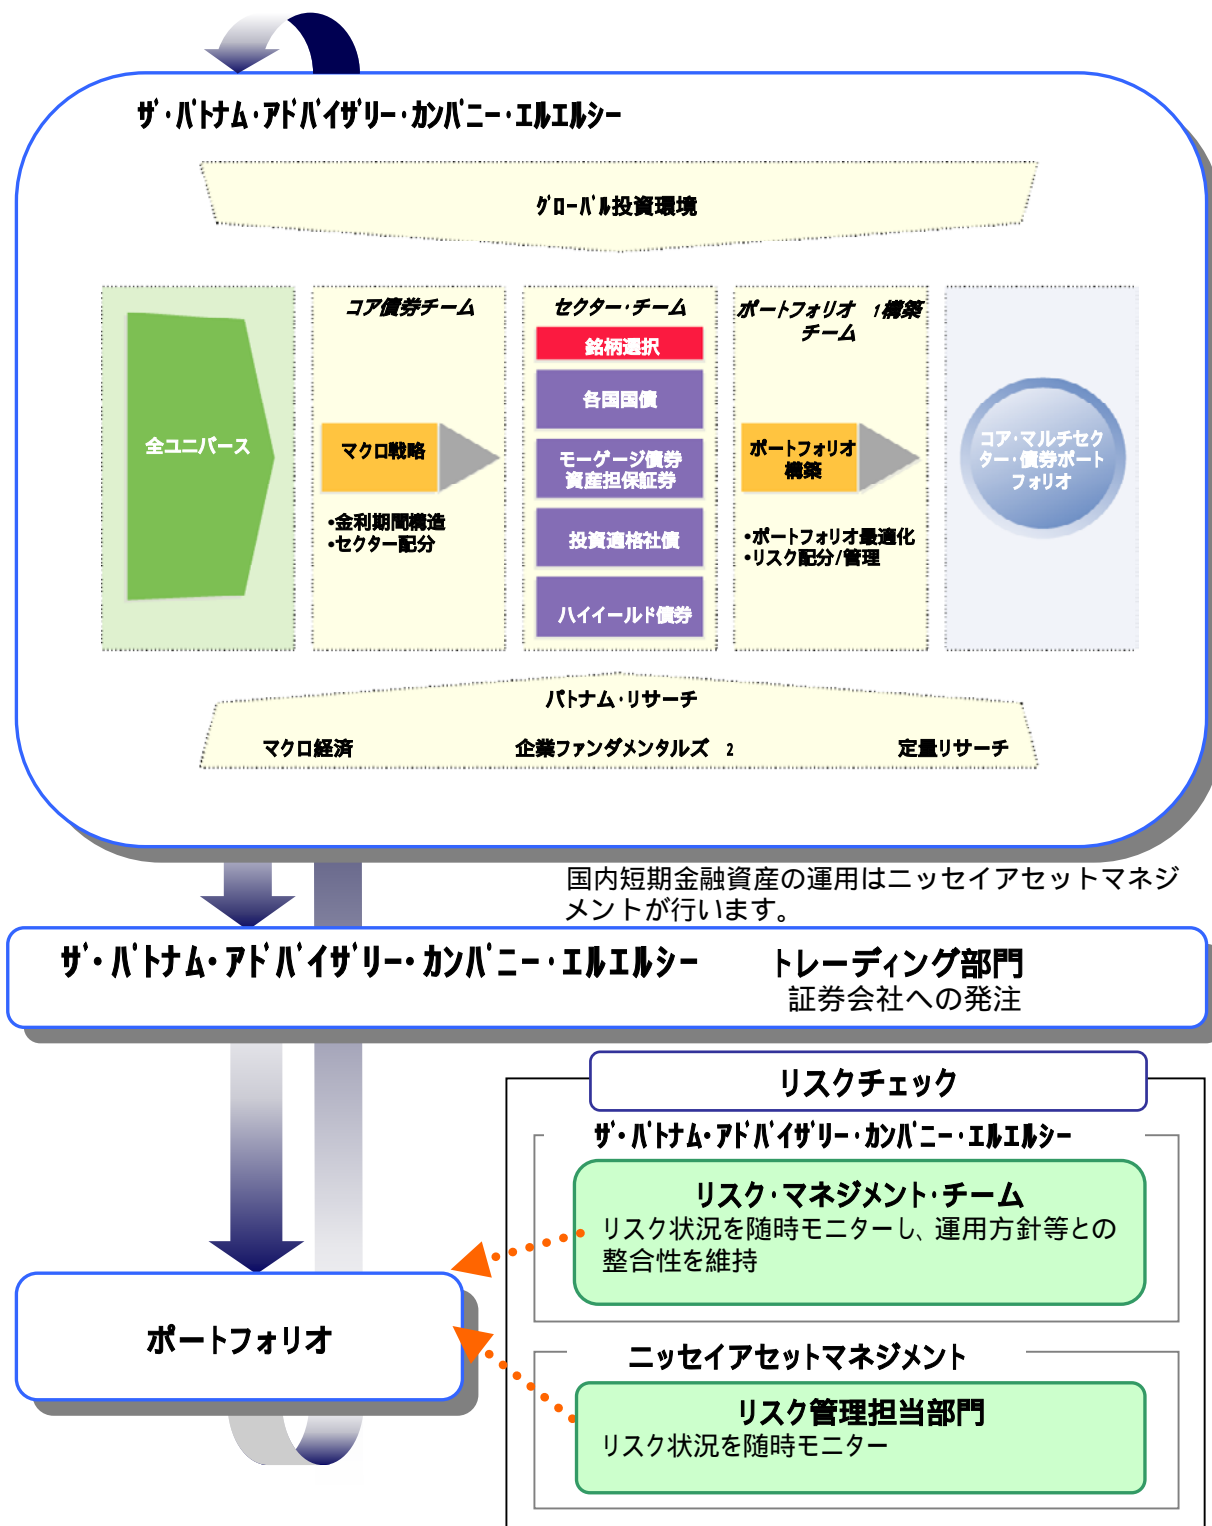 ザ・パトナム・アドバイザリー・カンパニー・エルエルシー
グローバル投資環境
全ユニバース
コア債券チーム
マクロ戦略
・金利期間構造
・セクター配分
セクター・チーム
銘柄選択
各国国債
モーゲージ債券
資産担保証券
投資適格社債
ハイイールド債券
ポートフォリオ 1構築
チーム
ポートフォリオ
構築
・ポートフォリオ最適化
・リスク配分/管理
コア・マルチセク
ター・債券ポート
フォリオ
パトナム・リサーチ
マクロ経済 企業ファンダメンタルズ 2 定量リサーチ
国内短期金融資産の運用はニッセイアセットマネジ
メントが行います。
ザ・パトナム・アドバイザリー・カンパニー・エルエルシー トレーディング部門
証券会社への発注
リスクチェック
ザ・パトナム・アドバイザリー・カンパニー・エルエルシー
リスク・マネジメント・チーム
リスク状況を随時モニターし、運用方針等との
整合性を維持
ポートフォリオ
ニッセイアセットマネジメント
リスク管理担当部門
リスク状況を随時モニター